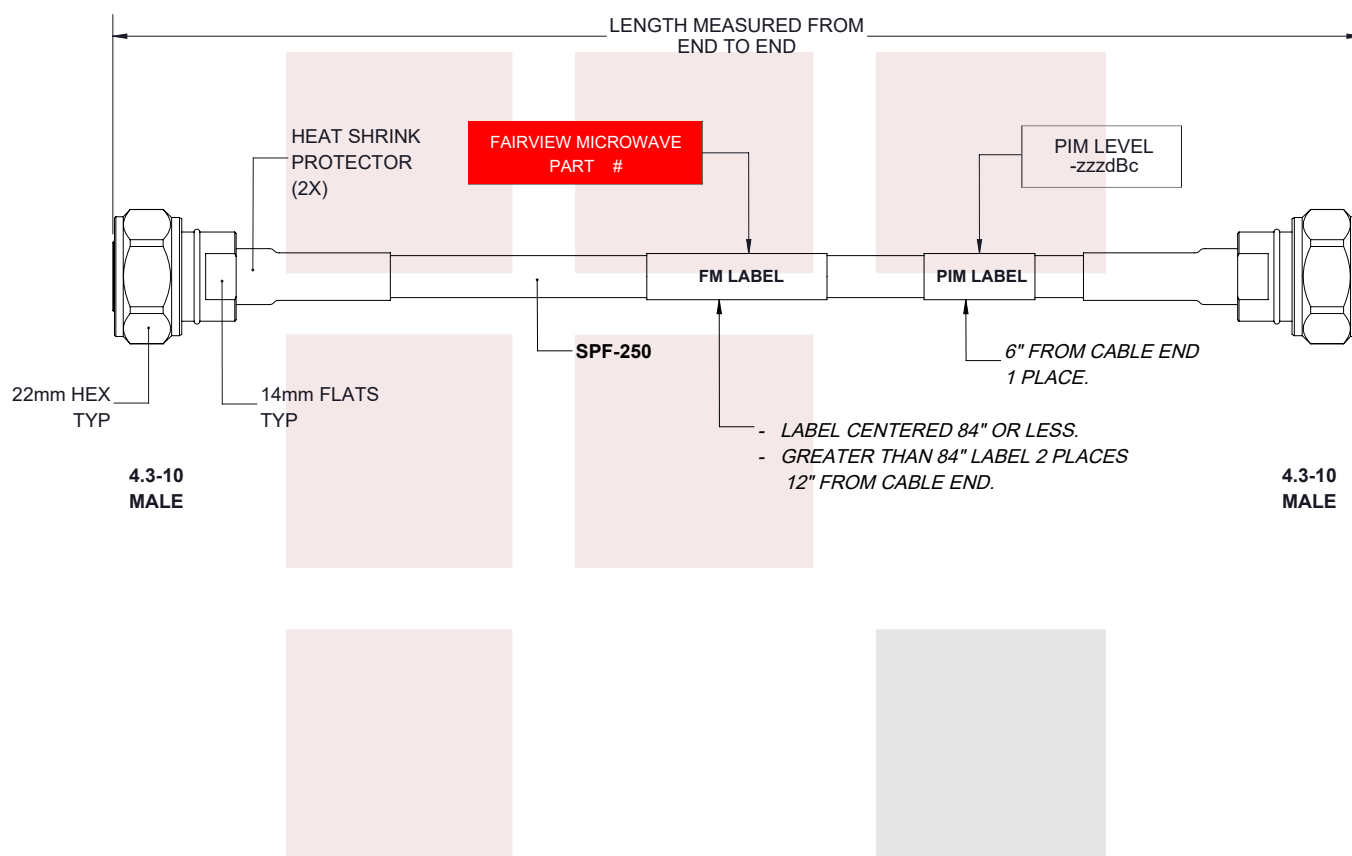 LENGTH MEASURED FROM
END TO END
HEAT SHRINK
PROTECTOR
(2X)
FAIRVIEW MICROWAVE
PART #
PIM LEVEL
-zzzdBc
FM LABEL
PIM LABEL
SPF-250
6" FROM CABLE END
1 PLACE.
22mm HEX
TYP
14mm FLATS
TYP
- LABEL CENTERED 84" OR LESS.
- GREATER THAN 84" LABEL 2 PLACES
12" FROM CABLE END.
4.3-10
MALE
4.3-10
MALE